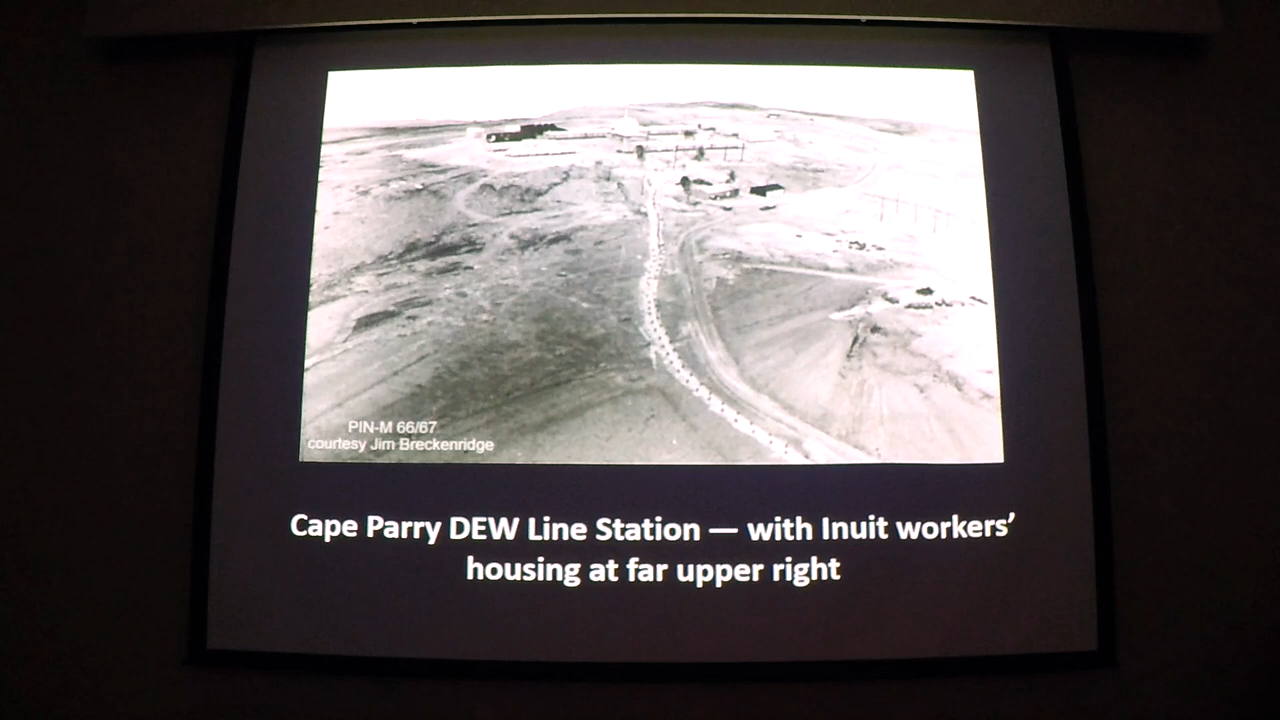 PIN-M 66/67
courtesy Jim Breckenridge
Cape Parry DEW Line Station — with Inuit workers’
housing at far upper right